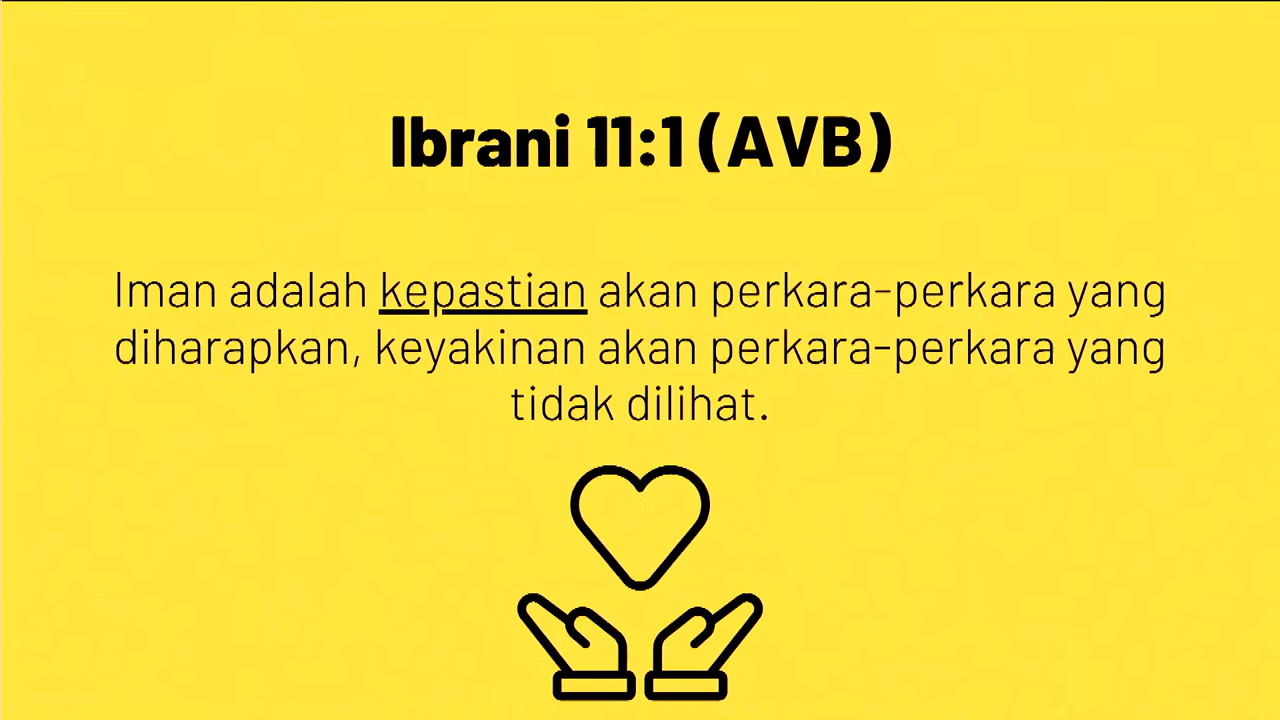 Ibrani 11:1 (AVB)
Iman adalah kepastian akan perkara-perkara yang
diharapkan, keyakinan akan perkara-perkara yang
tidak dilihat.